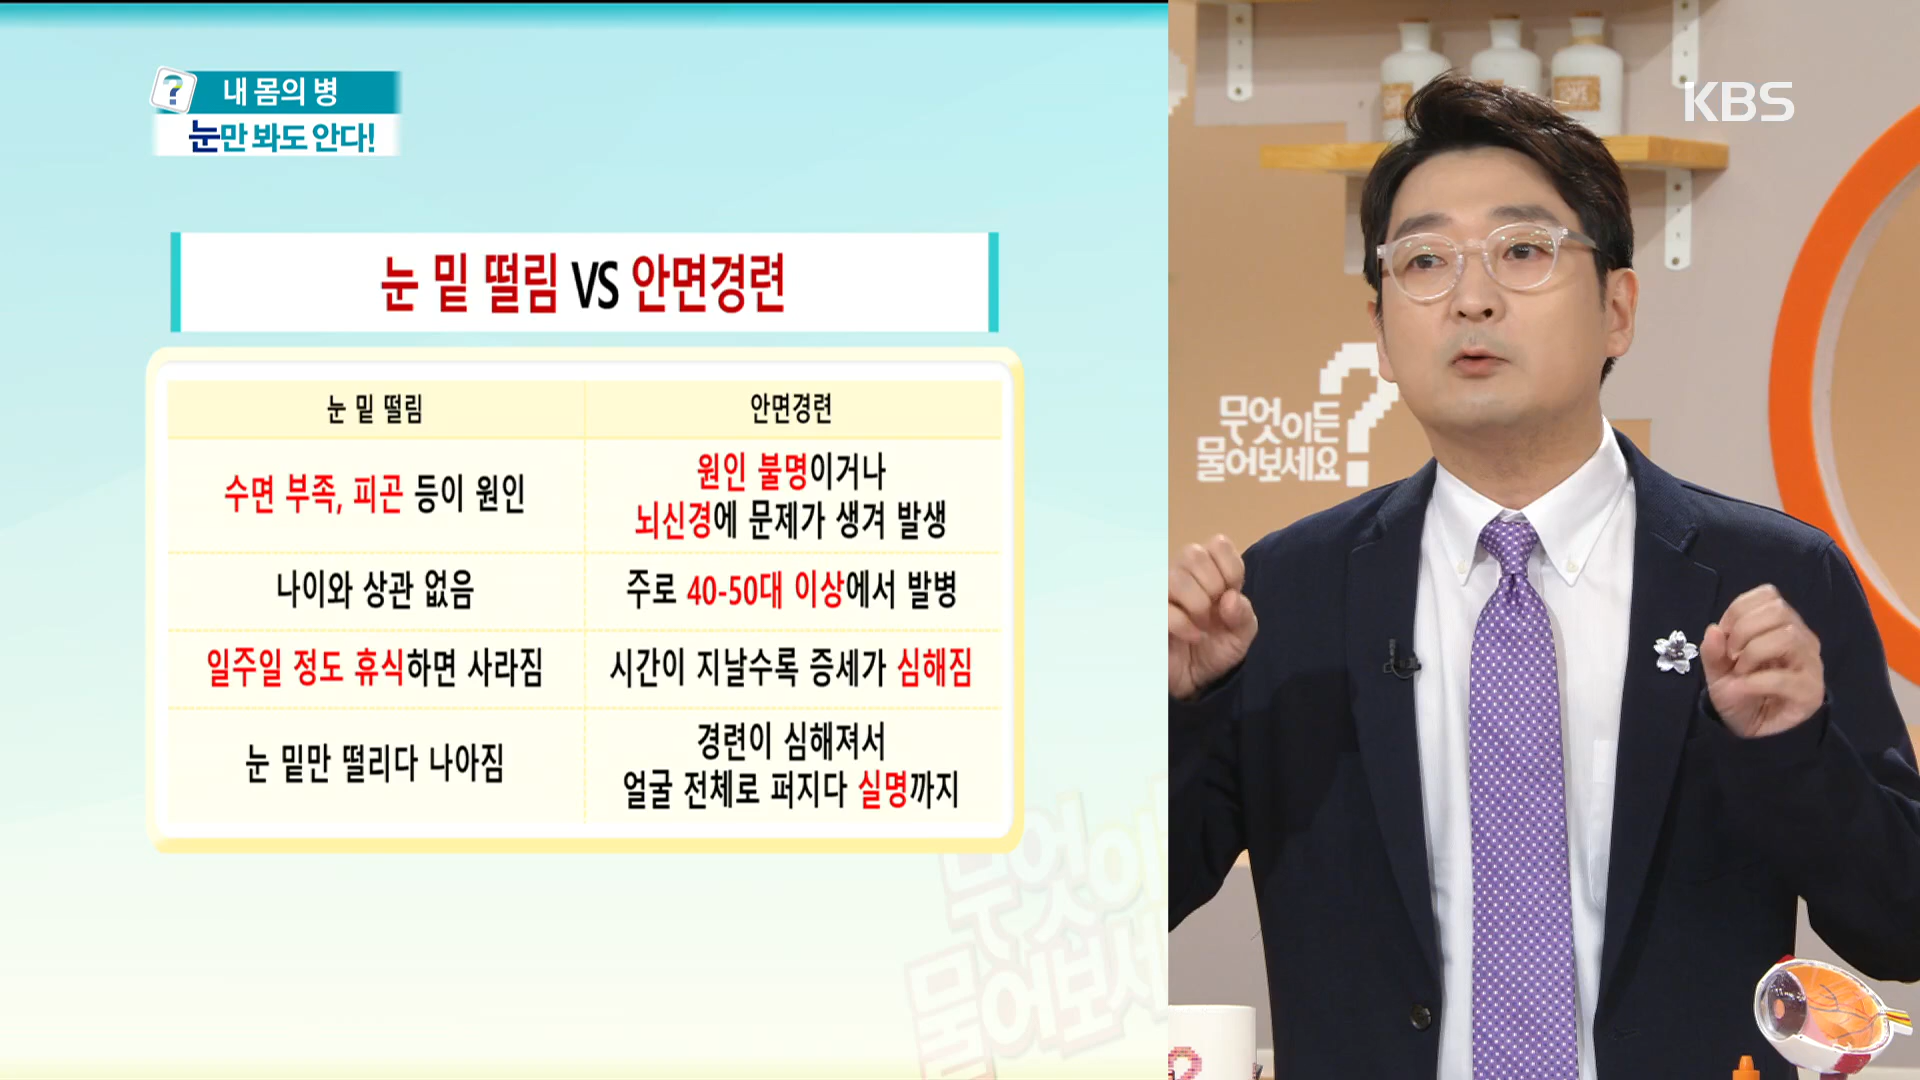 ?
내 몸의 병
눈만 봐도 안다!
눈 밑 떨림 VS 안면경련
눈 밑 떨림
안면경련
수면 부족, 피곤 등이 원인
원인 불명이거나
뇌신경에 문제가 생겨 발생
나이와 상관 없음
주로 40-50대 이상에서 발병
일주일 정도 휴식하면 사라짐
시간이 지날수록 증세가 심해짐
눈 밑만 떨리다 나아짐
경련이 심해져서
얼굴 전체로 퍼지다 실명까지
무엇이
물어보세
KBS
무엇이든
물어보세요
?